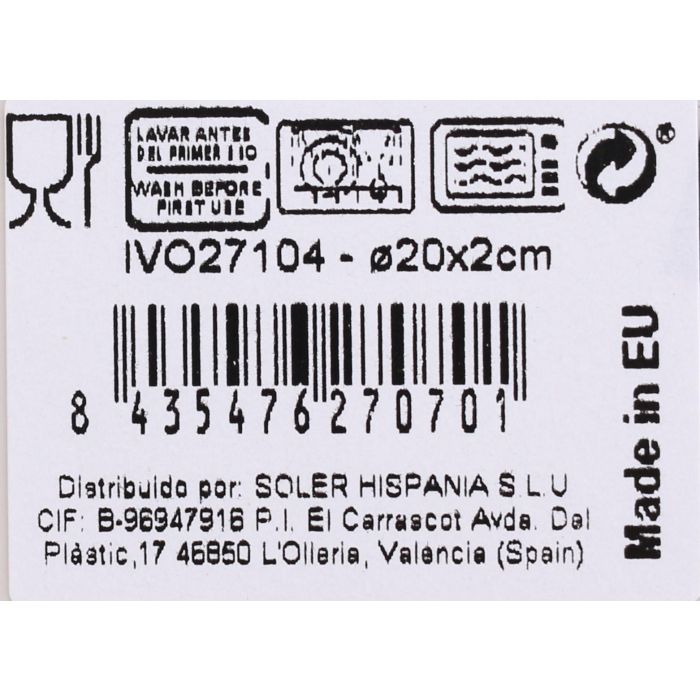 LAVAR ANTES
DEL PRIMER USO
WASH BEFORE
FIRST USE
®
IVO27104 - ø20x2cm
8 435476 270701
Made in EU
Distribuido por: SOLER HISPANIA S.L.U
CIF: B-96947916 P.I. El Carrascot Avda. Del
Plàstic,17 46850 L'Olleria, Valencia (Spain)